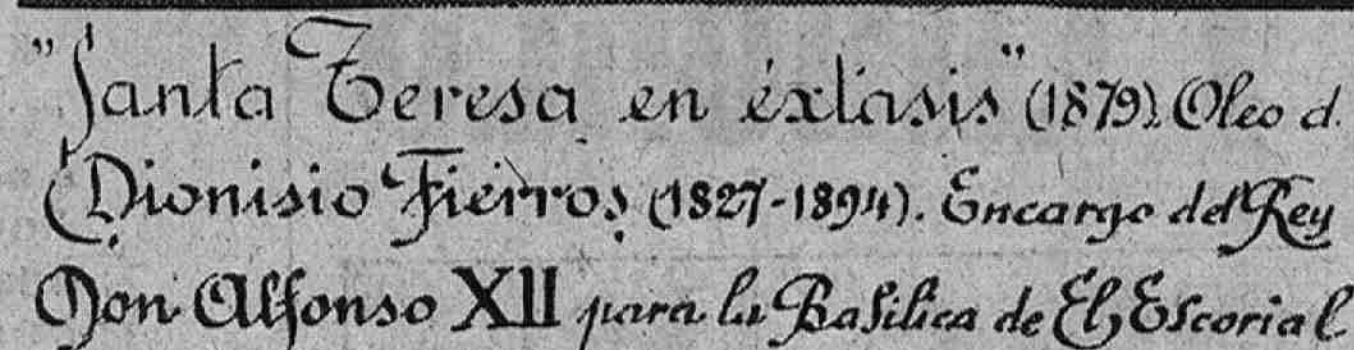 "Santa Teresa en éxtasis" (1879). Oleo d.
Dionisio Fierros (1827-1894). Encargo del Rey
Don Alfonso XII para la Basilica de El Escorial